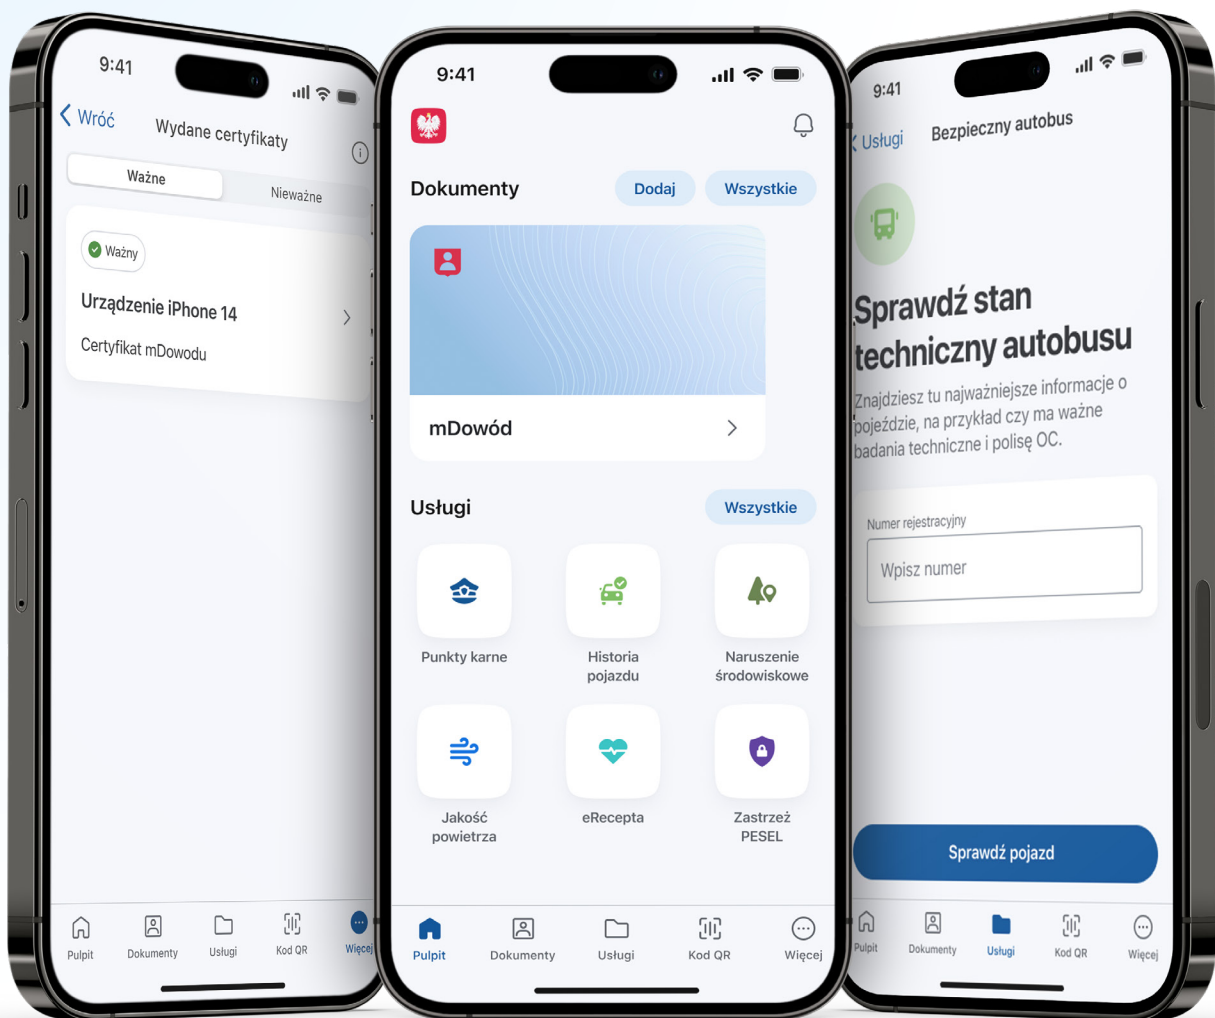 9:41
Wróć
Wydane certyfikaty
Ważne
Nieważne
Ważny
Urządzenie iPhone 14
Certyfikat mDowodu
Pulpit
Dokumenty
Usługi
Kod QR
Więcej
9:41
Dokumenty
Dodaj
Wszystkie
mDowód
Usługi
Wszystkie
Punkty karne
Historia
pojazdu
Naruszenie
środowiskowe
Jakość
powietrza
eRecepta
Zastrzeż
PESEL
Pulpit
Dokumenty
Usługi
Kod QR
Więcej
9:41
Usługi
Bezpieczny autobus
Sprawdź stan
techniczny autobusu
Znajdziesz tu najważniejsze informacje o
pojeździe, na przykład czy ma ważne
badania techniczne i polisę OC.
Numer rejestracyjny
Wpisz numer
Sprawdź pojazd
Pulpit
Dokumenty
Usługi
Kod QR
Więcej